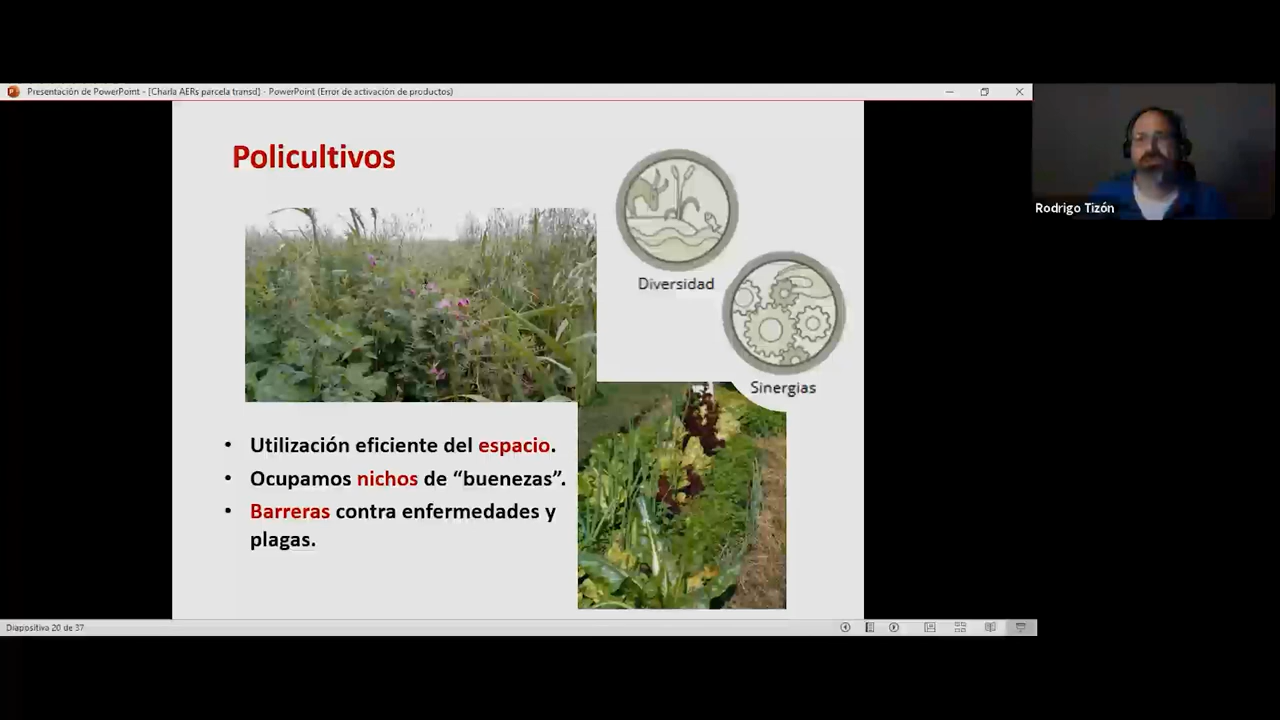 Presentación de PowerPoint - [Charla AERs parcela transd] - PowerPoint (Error de activación de productos)
Policultivos
Diversidad
Sinergias
• Utilización eficiente del espacio.
• Ocupamos nichos de “buenezas”.
• Barreras contra enfermedades y
plagas.
Rodrigo Tizón
Diapositiva 20 de 37